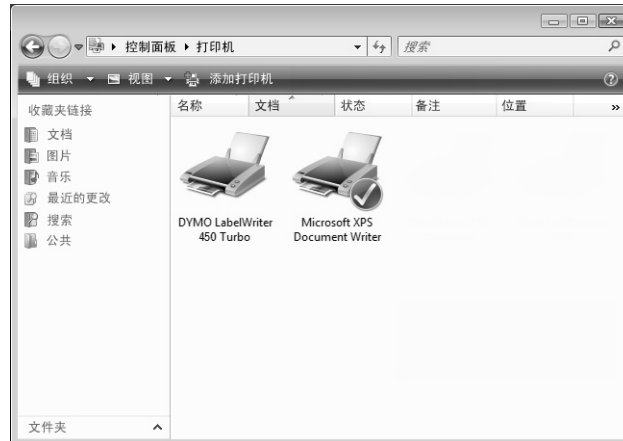 控制面板 ▸ 打印机
搜索
组织 视图 添加打印机
名称 文档 状态 备注 位置 »
收藏夹链接
文档
图片
音乐
最近的更改
搜索
公共
DYMO LabelWriter
450 Turbo
Microsoft XPS
Document Writer
文件夹